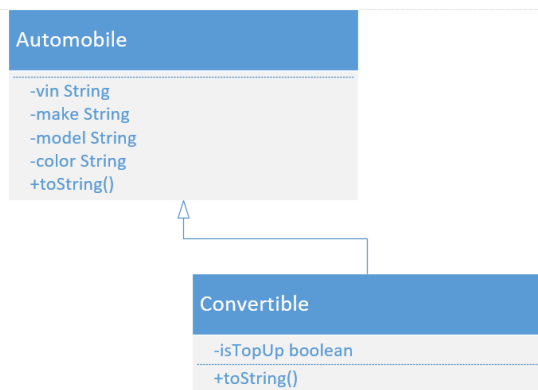 Automobile
-vin String
-make String
-model String
-color String
+toString()
Convertible
-isTopUp boolean
+toString()